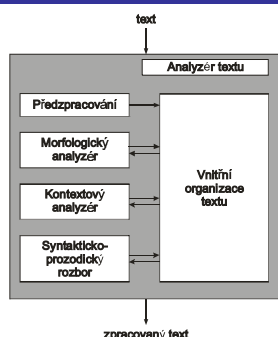 text
Analyzér textu
Předzpracování
Morfologický
analyzér
Kontextový
analyzér
Syntakticko-
prozodický
rozbor
Vnitřní
organizace
textu
zpracovaný text